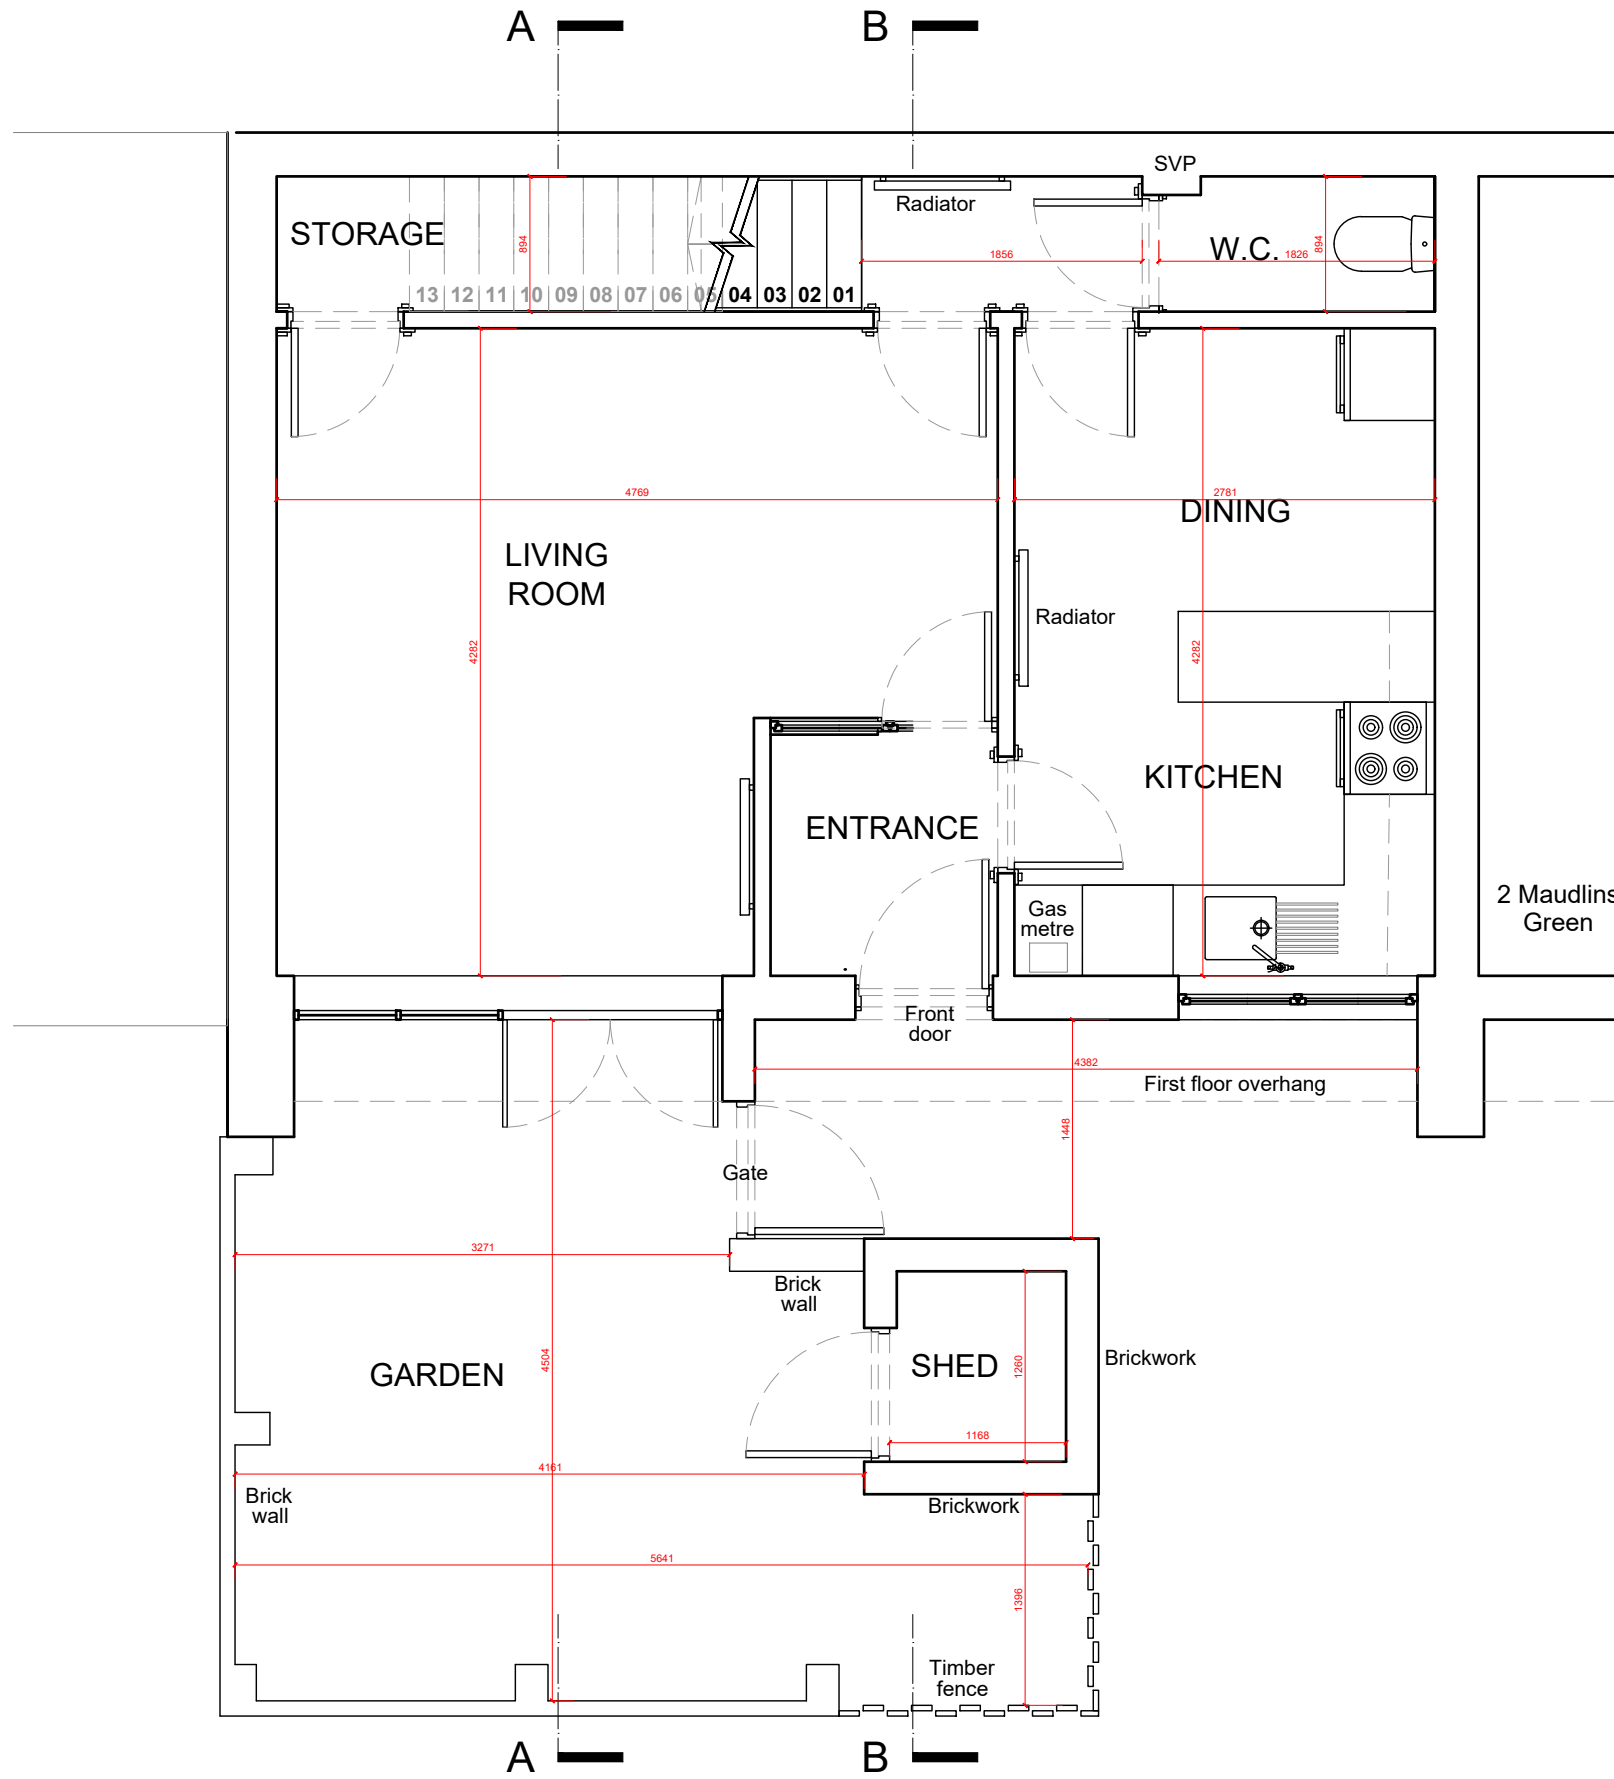 A
B
SVP
Radiator
STORAGE
894
1856
W.C.
1826
894
13 12 11 10 09 08 07 06 05 04 03 02 01
4769
2781
DINING
LIVING
ROOM
4282
Radiator
4282
KITCHEN
ENTRANCE
2 Maudlins
Green
Gas
metre
Front
door
4382
First floor overhang
1448
Gate
3271
Brick
wall
4504
GARDEN
SHED
1260
Brickwork
1168
4161
Brick
wall
Brickwork
5641
1396
Timber
fence
A
B